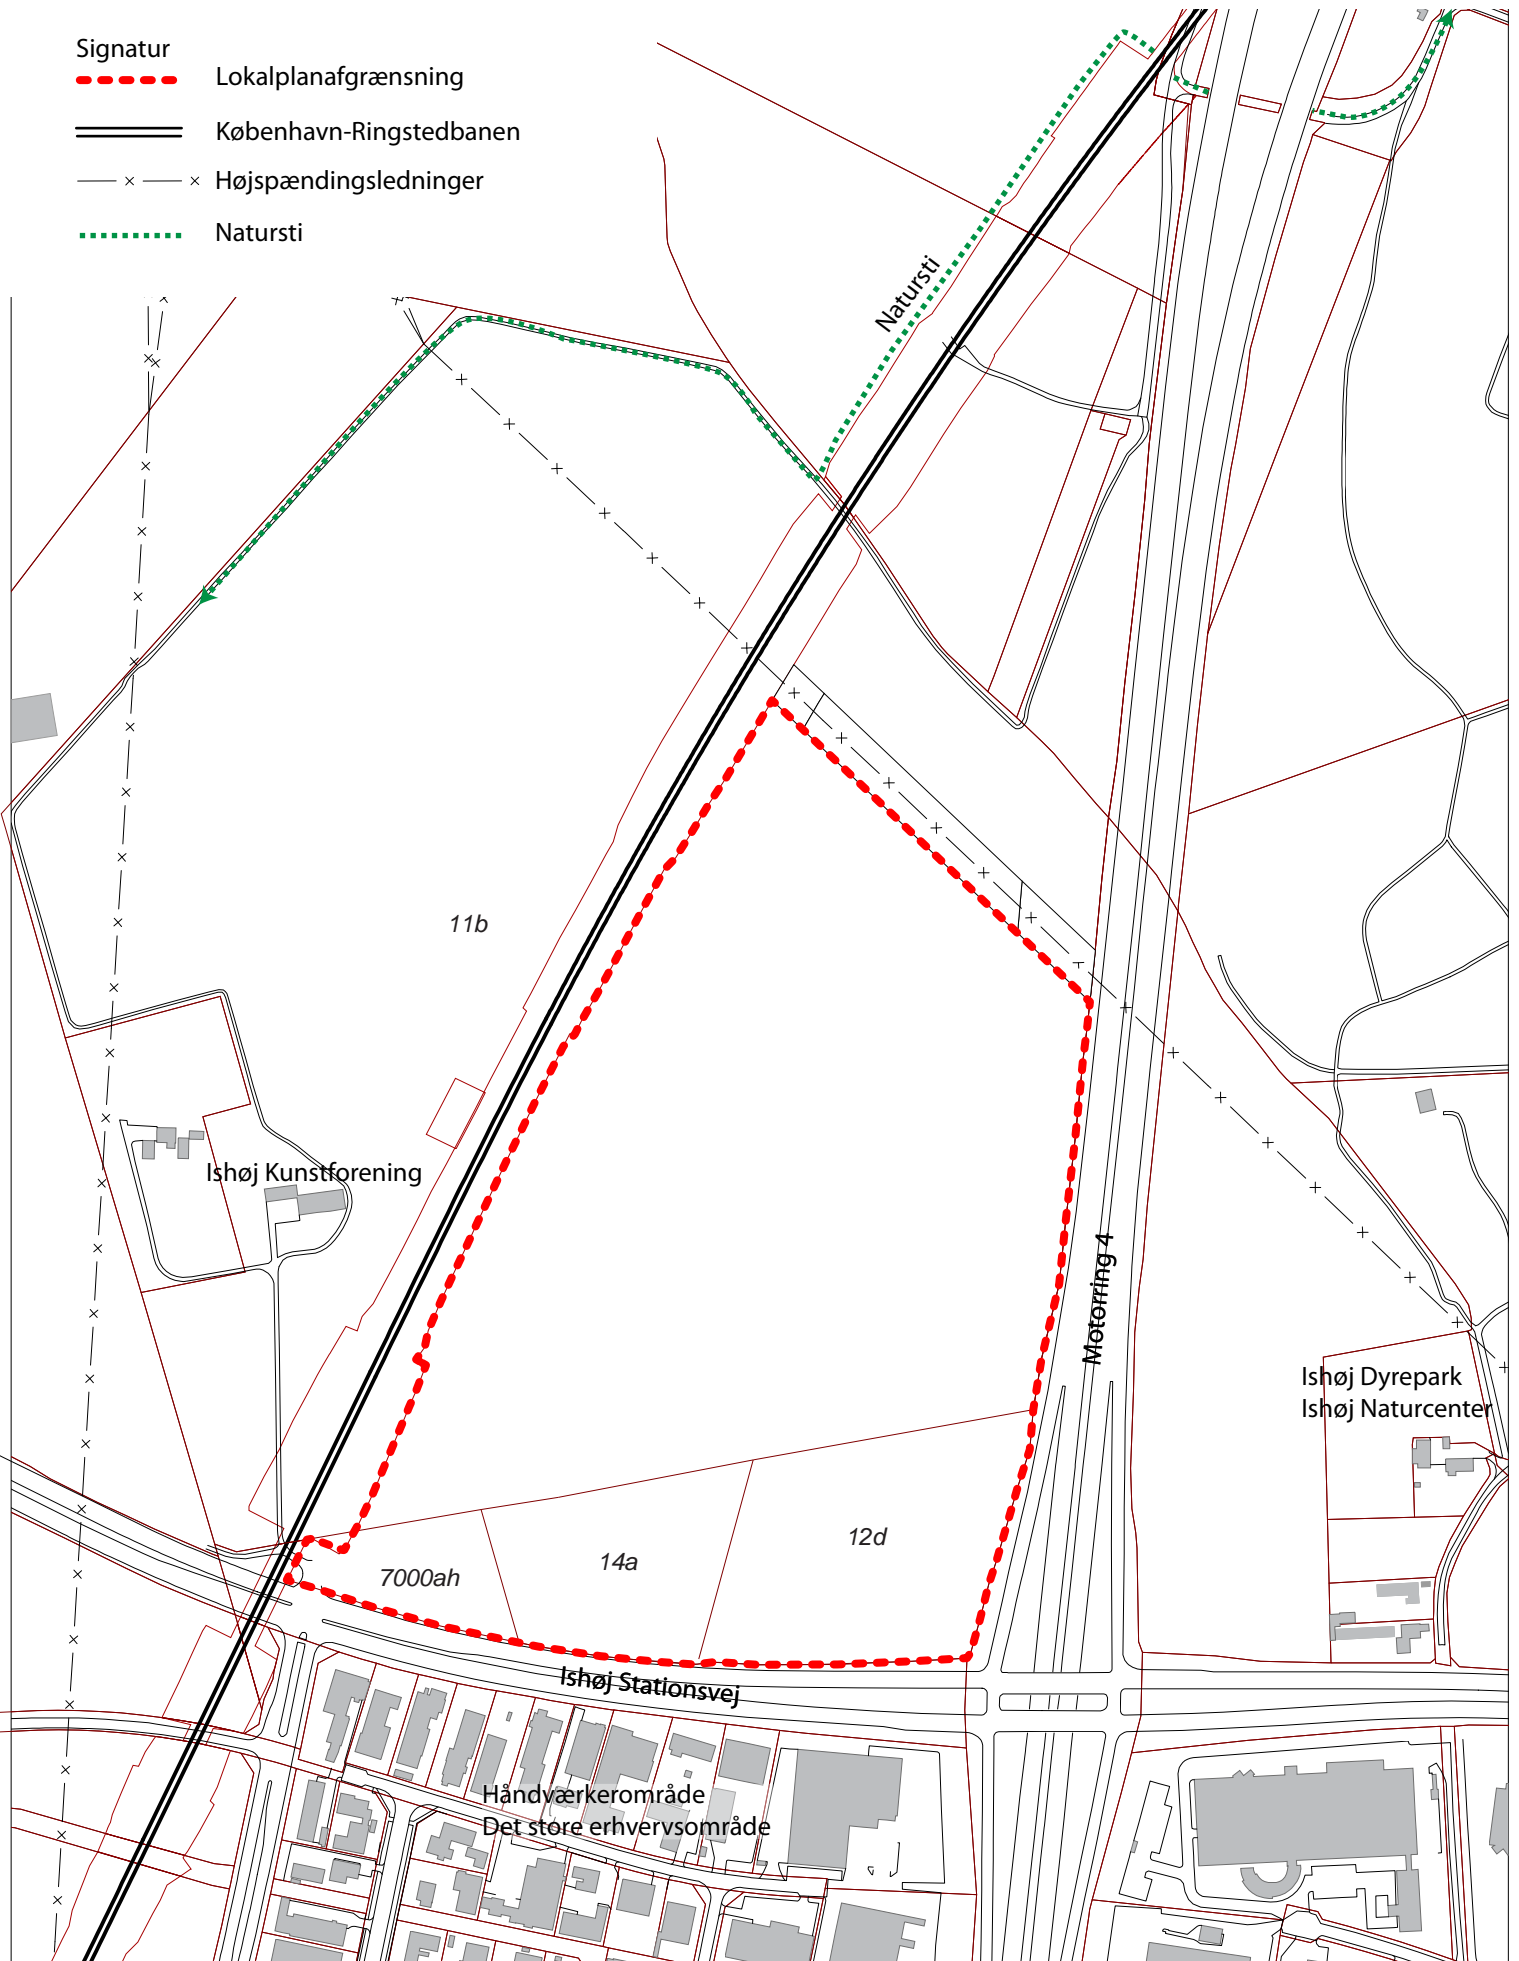 Signatur
Lokalplanafgrænsning
København-Ringstedbanen
Højspændingsledninger
Natursti
Natursti
11b
Ishøj Kunstforening
Motorring 4
Ishøj Dyrepark
Ishøj Naturcenter
12d
14a
7000ah
Ishøj Stationsvej
Håndværkerområde
Det store erhvervsområde